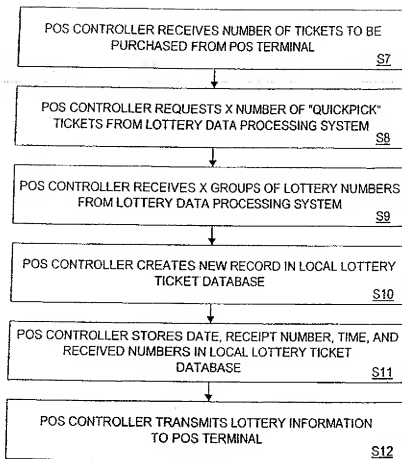 POS CONTROLLER RECEIVES NUMBER OF TICKETS TO BE
PURCHASED FROM POS TERMINAL
S7
POS CONTROLLER REQUESTS X NUMBER OF "QUICKPICK"
TICKETS FROM LOTTERY DATA PROCESSING SYSTEM
S8
POS CONTROLLER RECEIVES X GROUPS OF LOTTERY NUMBERS
FROM LOTTERY DATA PROCESSING SYSTEM
S9
POS CONTROLLER CREATES NEW RECORD IN LOCAL LOTTERY
TICKET DATABASE
S10
POS CONTROLLER STORES DATE, RECEIPT NUMBER, TIME, AND
RECEIVED NUMBERS IN LOCAL LOTTERY TICKET
DATABASE
S11
POS CONTROLLER TRANSMITS LOTTERY INFORMATION
TO POS TERMINAL
S12